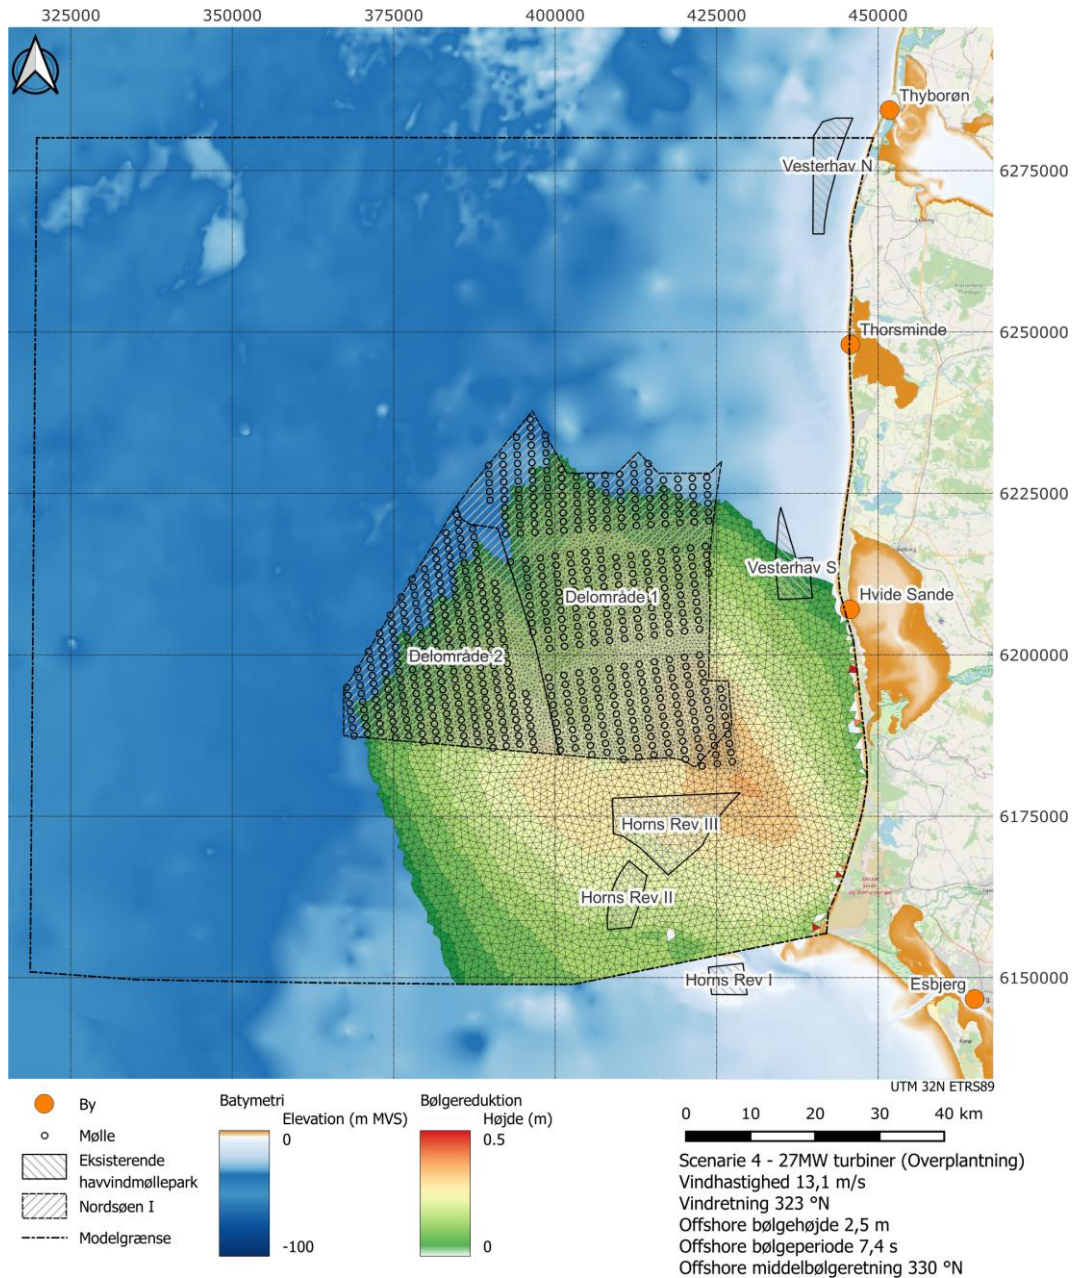 325000 350000 375000 400000 425000 450000
Thyborøn
Vesterhav N
6275000
Thorsminde
6250000
6225000
Vesterhav S
Hvide Sande
Delområde 1
Delområde 2
6200000
6175000
Horns Rev III
Horns Rev II
6150000
Horns Rev I
Esbjerg
UTM 32N ETRS89
By
Mølle
Eksisterende
havvindmøllepark
Nordsøen I
Modelgrænse
Batymetri
Elevation (m MVS)
0
-100
Bølgereduktion
Højde (m)
0.5
0
0 10 20 30 40 km
Scenarie 4 - 27MW turbiner (Overplantning)
Vindhastighed 13,1 m/s
Vindretning 323 °N
Offshore bølgehøjde 2,5 m
Offshore bølgeperiode 7,4 s
Offshore middelbølgeretning 330 °N